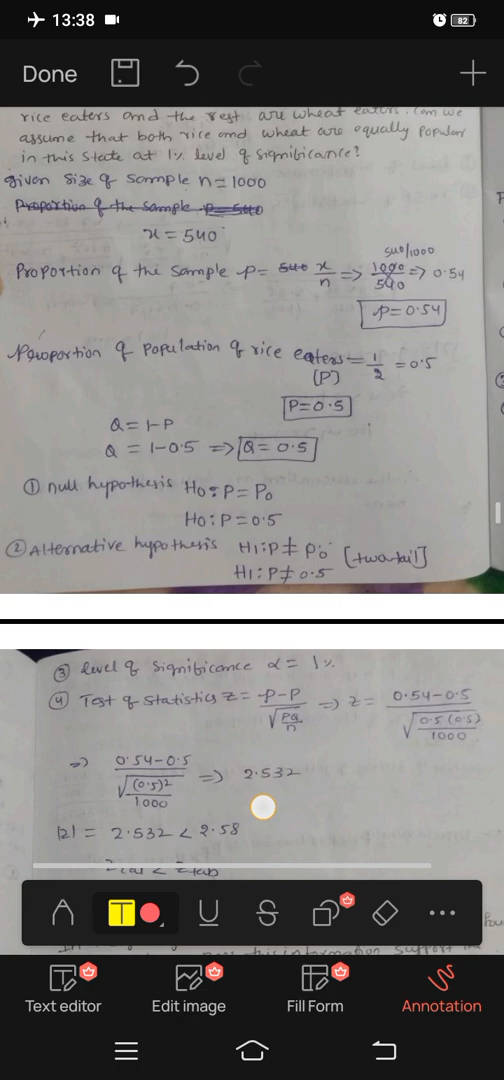 13:38
82
Done
rice eaters and the rest are wheat eaters. Can we
assume that both rice and wheat are equally popular
in this state at 1% level of significance?
given size of sample n=1000
Proportion of the sample p=540
x=540
540/1000
Proportion of the sample p= 540 x/n => 1000/540 => 0.54
p=0.54
Proportion of population of rice eaters = 1/2 = 0.5
(P)
P=0.5
Q=1-P
Q = 1-0.5 => Q=0.5
① null hypothesis H0: P=P0
H0: P=0.5
② Alternative hypothesis H1: P≠P0 [two tail]
H1: P≠0.5
③ level of significance α= 1%
④ Test of statistics z= p-P/√PQ/n => z= 0.54-0.5/√0.5(0.5)/1000
=> 0.54-0.5/√(0.5)2/1000 => 2.532
|z| = 2.532 < 2.58
zcal < ztab
T
S
Text editor
Edit image
Fill Form
Annotation